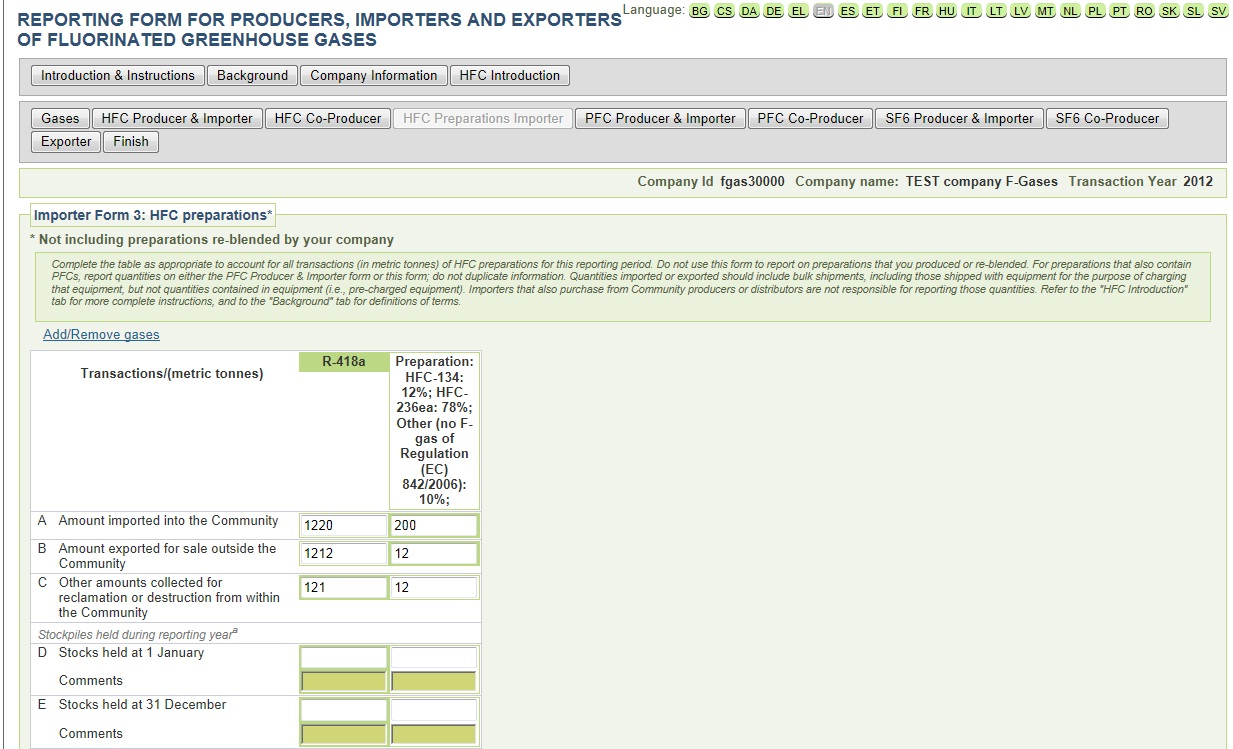 REPORTING FORM FOR PRODUCERS, IMPORTERS AND EXPORTERS
OF FLUORINATED GREENHOUSE GASES
Language: BG CS DA DE EL EN ES ET FI FR HU IT LT LV MT NL PL PT RO SK SL SV
Introduction & Instructions Background Company Information HFC Introduction
Gases HFC Producer & Importer HFC Co-Producer HFC Preparations Importer PFC Producer & Importer PFC Co-Producer SF6 Producer & Importer SF6 Co-Producer
Exporter Finish
Company Id fgas30000 Company name: TEST company F-Gases Transaction Year 2012
Importer Form 3: HFC preparations*
* Not including preparations re-blended by your company
Complete the table as appropriate to account for all transactions (in metric tonnes) of HFC preparations for this reporting period. Do not use this form to report on preparations that you produced or re-blended. For preparations that also contain
PFCs, report quantities on either the PFC Producer & Importer form or this form; do not duplicate information. Quantities imported or exported should include bulk shipments, including those shipped with equipment for the purpose of charging
that equipment, but not quantities contained in equipment (i.e., pre-charged equipment). Importers that also purchase from Community producers or distributors are not responsible for reporting those quantities. Refer to the "HFC Introduction"
tab for more complete instructions, and to the "Background" tab for definitions of terms.
Add/Remove gases
Transactions/(metric tonnes)
R-418a
Preparation:
HFC-134:
12%; HFC-
236ea: 78%;
Other (no F-
gas of
Regulation
(EC)
842/2006):
10%;
A Amount imported into the Community 1220 200
B Amount exported for sale outside the
Community 1212 12
C Other amounts collected for
reclamation or destruction from within
the Community 121 12
Stockpiles held during reporting yearª
D Stocks held at 1 January
Comments
E Stocks held at 31 December
Comments